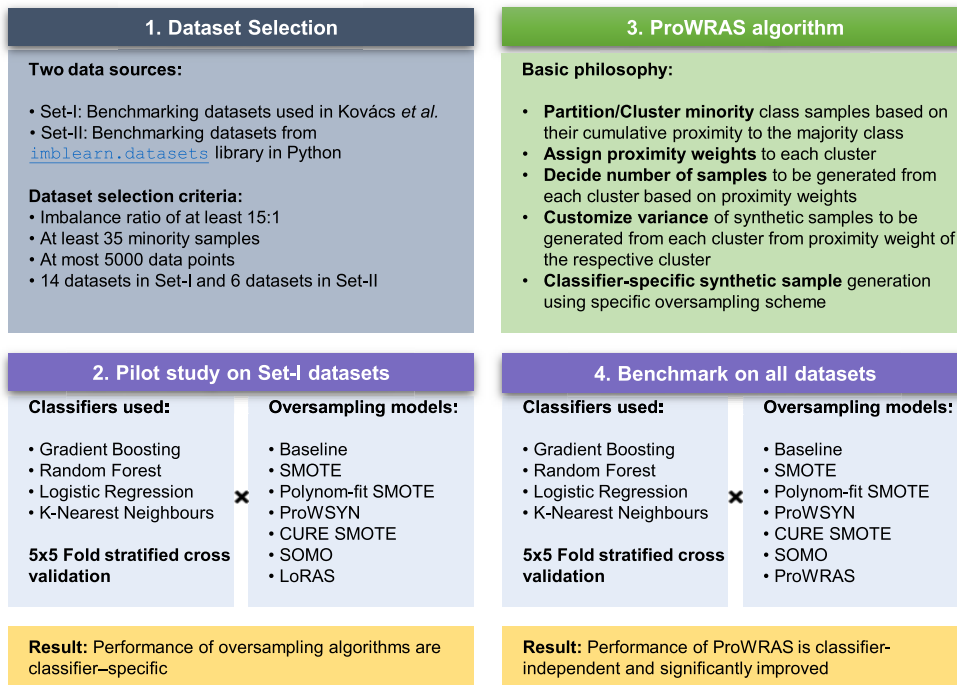 1. Dataset Selection
Two data sources:
• Set-I: Benchmarking datasets used in Kovács et al.
• Set-II: Benchmarking datasets from
imblearn.datasets library in Python
Dataset selection criteria:
• Imbalance ratio of at least 15:1
• At least 35 minority samples
• At most 5000 data points
• 14 datasets in Set-I and 6 datasets in Set-II
2. Pilot study on Set-I datasets
Classifiers used:
• Gradient Boosting
• Random Forest
• Logistic Regression
• K-Nearest Neighbours
5x5 Fold stratified cross
validation
×
Oversampling models:
• Baseline
• SMOTE
• Polynom-fit SMOTE
• ProWSYN
• CURE SMOTE
• SOMO
• LoRAS
Result: Performance of oversampling algorithms are
classifier–specific
3. ProWRAS algorithm
Basic philosophy:
• Partition/Cluster minority class samples based on
their cumulative proximity to the majority class
• Assign proximity weights to each cluster
• Decide number of samples to be generated from
each cluster based on proximity weights
• Customize variance of synthetic samples to be
generated from each cluster from proximity weight of
the respective cluster
• Classifier-specific synthetic sample generation
using specific oversampling scheme
4. Benchmark on all datasets
Classifiers used:
• Gradient Boosting
• Random Forest
• Logistic Regression
• K-Nearest Neighbours
5x5 Fold stratified cross
validation
×
Oversampling models:
• Baseline
• SMOTE
• Polynom-fit SMOTE
• ProWSYN
• CURE SMOTE
• SOMO
• ProWRAS
Result: Performance of ProWRAS is classifier-
independent and significantly improved